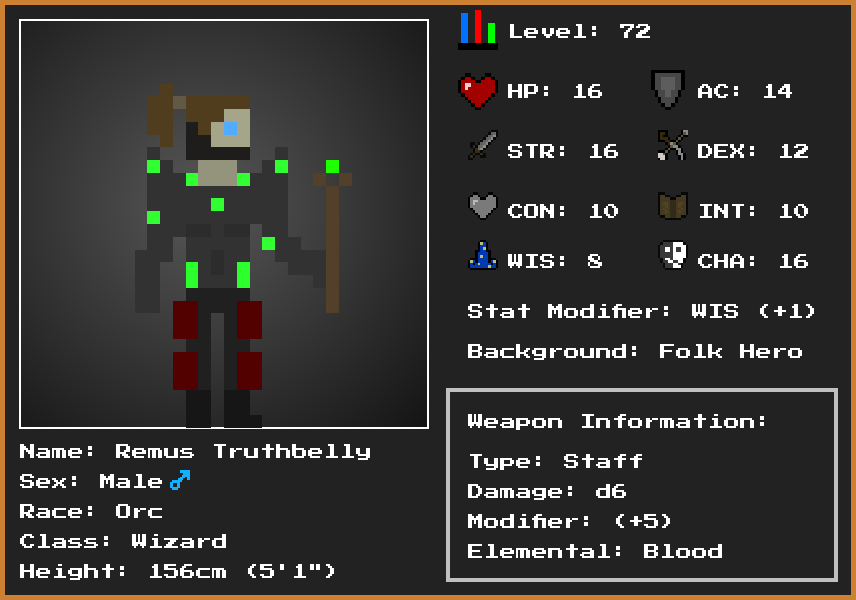 Level: 72
HP: 16 AC: 14
STR: 16 DEX: 12
CON: 10 INT: 10
WIS: 8 CHA: 16
Stat Modifier: WIS (+1)
Background: Folk Hero
Weapon Information:
Type: Staff
Damage: d6
Modifier: (+5)
Elemental: Blood
Name: Remus Truthbelly
Sex: Male♂
Race: Orc
Class: Wizard
Height: 156cm (5'1")